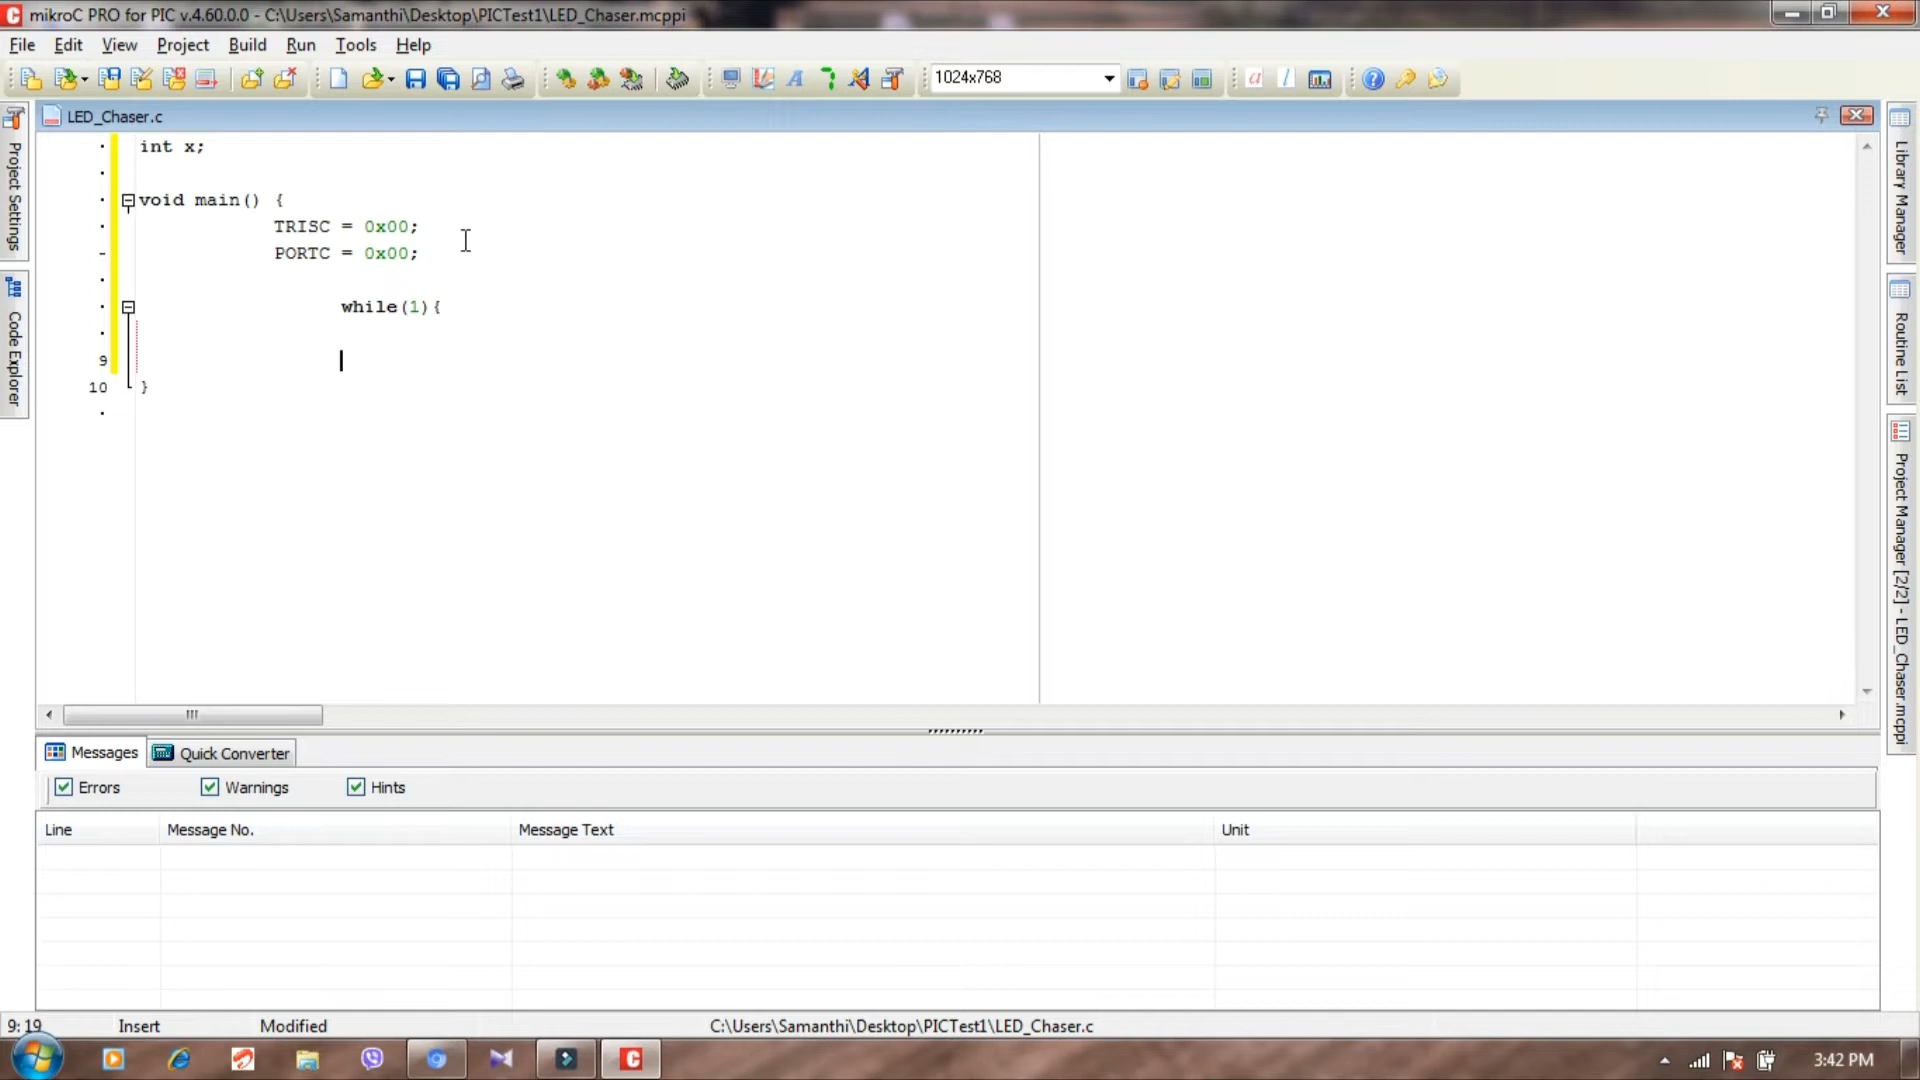 mikroC PRO for PIC v.4.60.0.0 - C:\Users\Samanthi\Desktop\PICTest1\LED_Chaser.mcppi
File Edit View Project Build Run Tools Help
1024x768
LED_Chaser.c
int x;
void main() {
TRISC = 0x00;
PORTC = 0x00;
while(1){
9
10 }
Project Settings
Code Explorer
Library Manager
Routine List
Project Manager [2/2] - LED_Chaser.mcppi
Messages Quick Converter
Errors Warnings Hints
Line Message No. Message Text Unit
9: 19 Insert Modified C:\Users\Samanthi\Desktop\PICTest1\LED_Chaser.c
3:42 PM